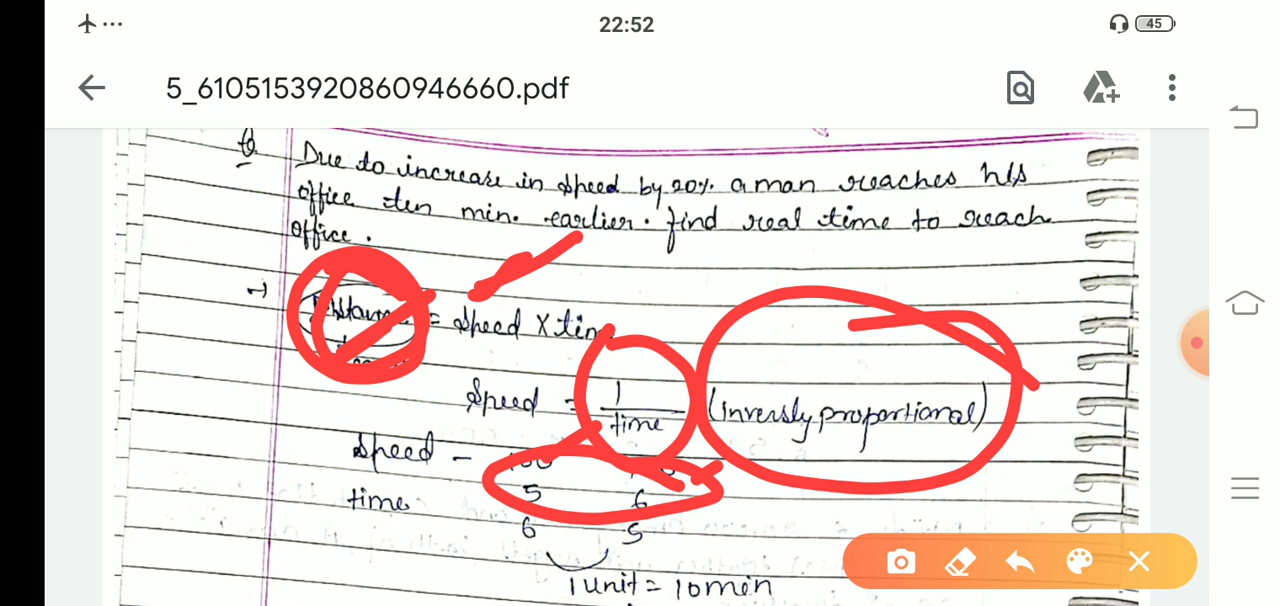 22:52
45
5_6105153920860946660.pdf
Q Due to increase in speed by 20% a man reaches his
office ten min. earlier. find real time to reach
office.
= speed X tim
speed = 1
time (inversly proportional)
speed -
5 6
time
6 5
1 unit = 10 min